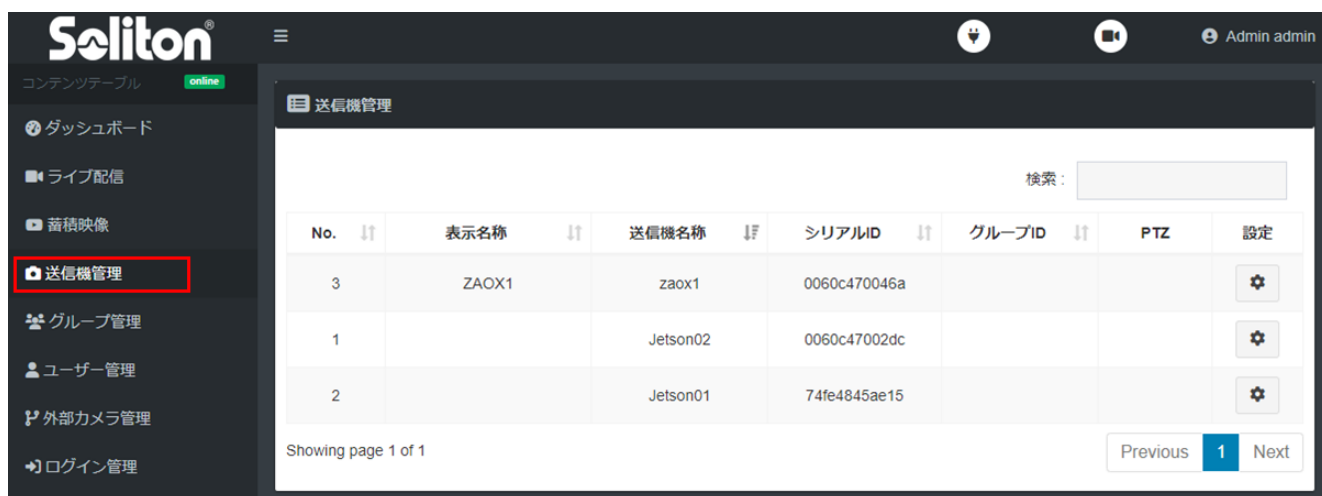 Soliton®
Admin admin
コンテンツテーブル online
ダッシュボード
ライブ配信
蓄積映像
送信機管理
グループ管理
ユーザー管理
外部カメラ管理
ログイン管理
送信機管理
検索 :
No. 表示名称 送信機名称 シリアルID グループID PTZ 設定
3 ZAOX1 zaox1 0060c470046a
1 Jetson02 0060c47002dc
2 Jetson01 74fe4845ae15
Showing page 1 of 1
Previous 1 Next